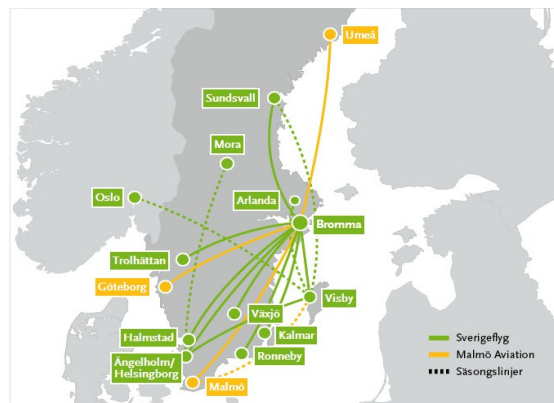 Umeå
Sundsvall
Mora
Oslo
Arlanda
Bromma
Trolhättan
Göteborg
Visby
Växjö
Halmstad
Kalmar
Ängelholm/
Helsingborg
Ronneby
Malmö
Sverigeflyg
Malmö Aviation
Säsongslinjer